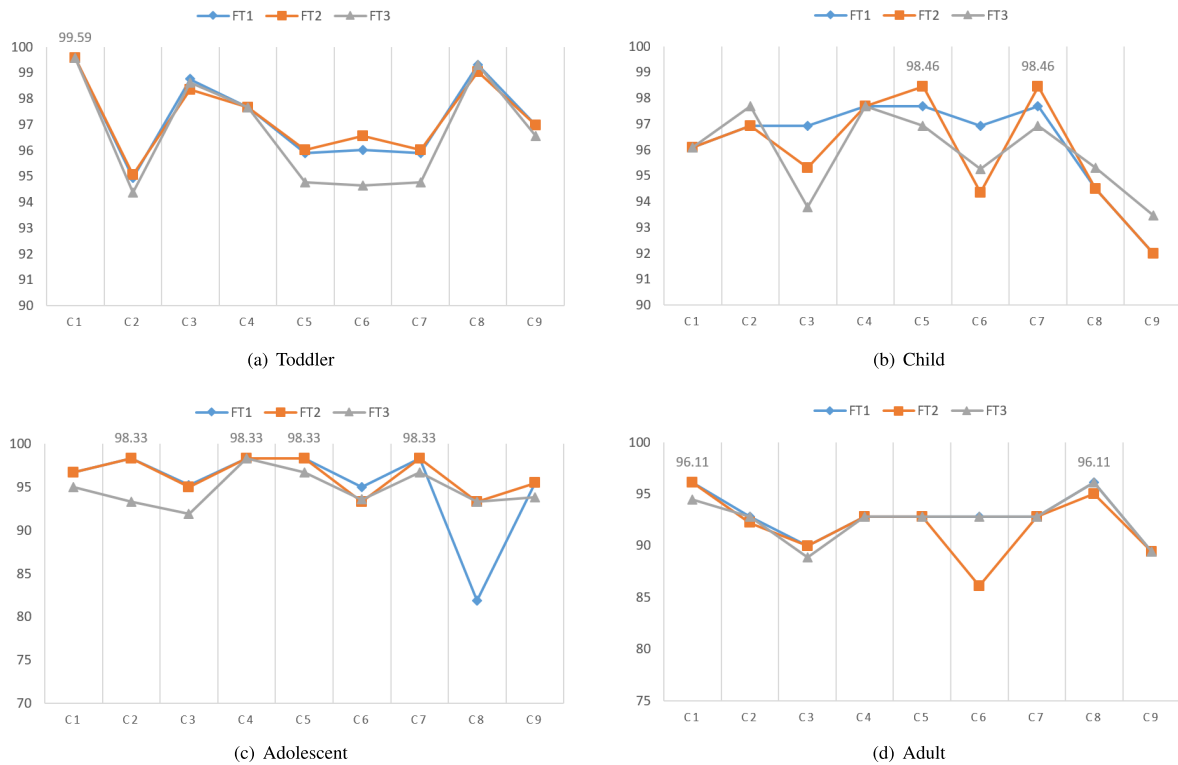 FT1 FT2 FT3
99.59
100
99
98
97
96
95
94
93
92
91
90
C1 C2 C3 C4 C5 C6 C7 C8 C9
(a) Toddler
FT1 FT2 FT3
98.46 98.46
100
99
98
97
96
95
94
93
92
91
90
C1 C2 C3 C4 C5 C6 C7 C8 C9
(b) Child
FT1 FT2 FT3
98.33 98.33 98.33 98.33
100
95
90
85
80
75
70
C1 C2 C3 C4 C5 C6 C7 C8 C9
(c) Adolescent
FT1 FT2 FT3
100
96.11 96.11
95
90
85
80
75
C1 C2 C3 C4 C5 C6 C7 C8 C9
(d) Adult